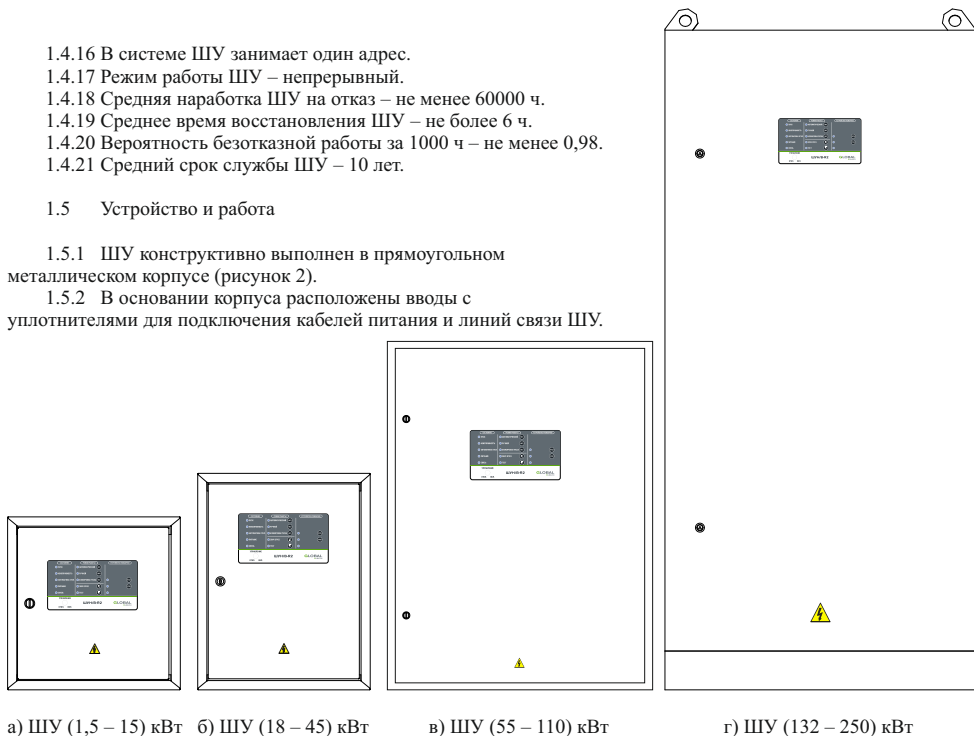 1.4.16 В системе ШУ занимает один адрес.
1.4.17 Режим работы ШУ – непрерывный.
1.4.18 Средняя наработка ШУ на отказ – не менее 60000 ч.
1.4.19 Среднее время восстановления ШУ – не более 6 ч.
1.4.20 Вероятность безотказной работы за 1000 ч – не менее 0,98.
1.4.21 Средний срок службы ШУ – 10 лет.
1.5 Устройство и работа
1.5.1 ШУ конструктивно выполнен в прямоугольном
металлическом корпусе (рисунок 2).
1.5.2 В основании корпуса расположены вводы с
уплотнителями для подключения кабелей питания и линий связи ШУ.
GLOBAL
GLOBAL
GLOBAL
GLOBAL
а) ШУ (1,5 – 15) кВт б) ШУ (18 – 45) кВт в) ШУ (55 – 110) кВт г) ШУ (132 – 250) кВт